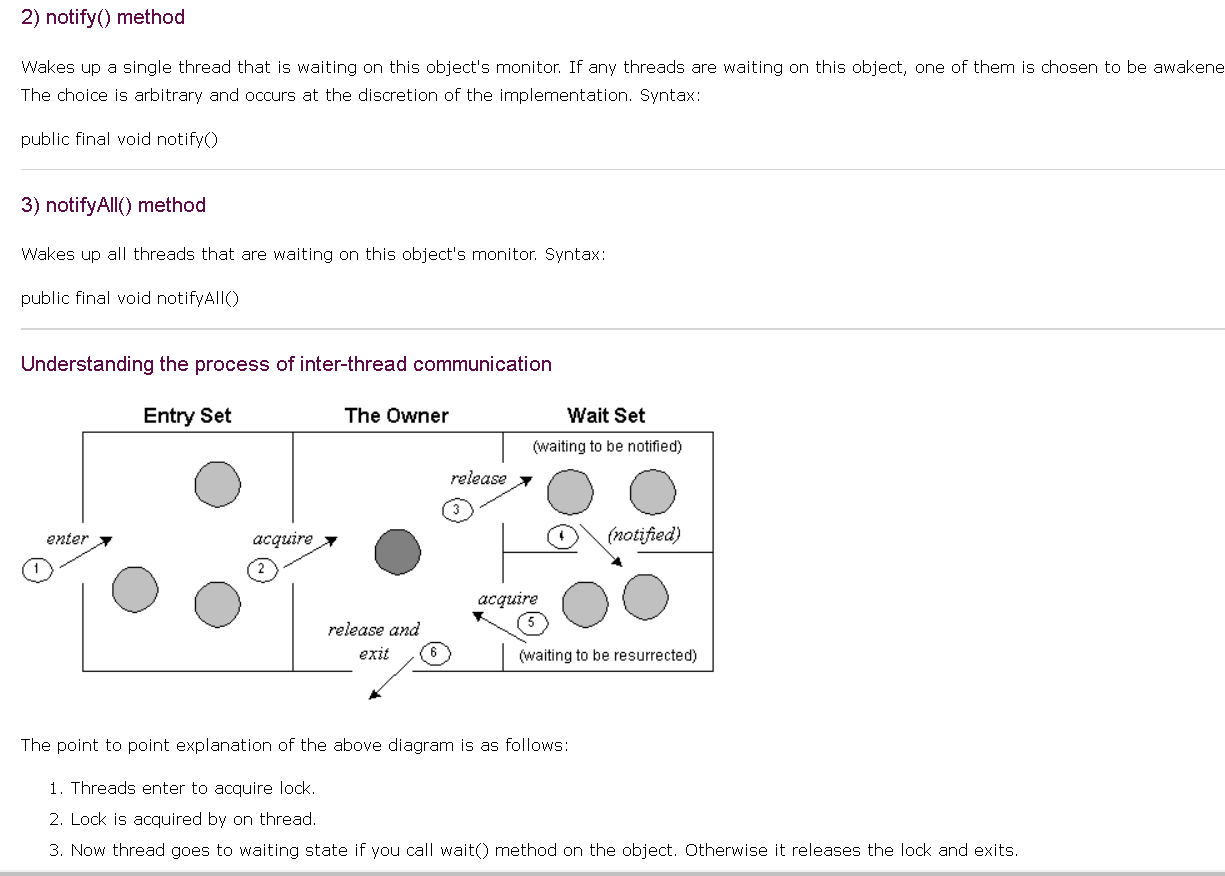 2) notify() method
Wakes up a single thread that is waiting on this object's monitor. If any threads are waiting on this object, one of them is chosen to be awakene
The choice is arbitrary and occurs at the discretion of the implementation. Syntax:
public final void notify()
3) notifyAll() method
Wakes up all threads that are waiting on this object's monitor. Syntax:
public final void notifyAll()
Understanding the process of inter-thread communication
Entry Set
The Owner
Wait Set
(waiting to be notified)
release
3
enter
1
acquire
2
4
(notified)
acquire
5
release and
exit
6
(waiting to be resurrected)
The point to point explanation of the above diagram is as follows:
1. Threads enter to acquire lock.
2. Lock is acquired by on thread.
3. Now thread goes to waiting state if you call wait() method on the object. Otherwise it releases the lock and exits.